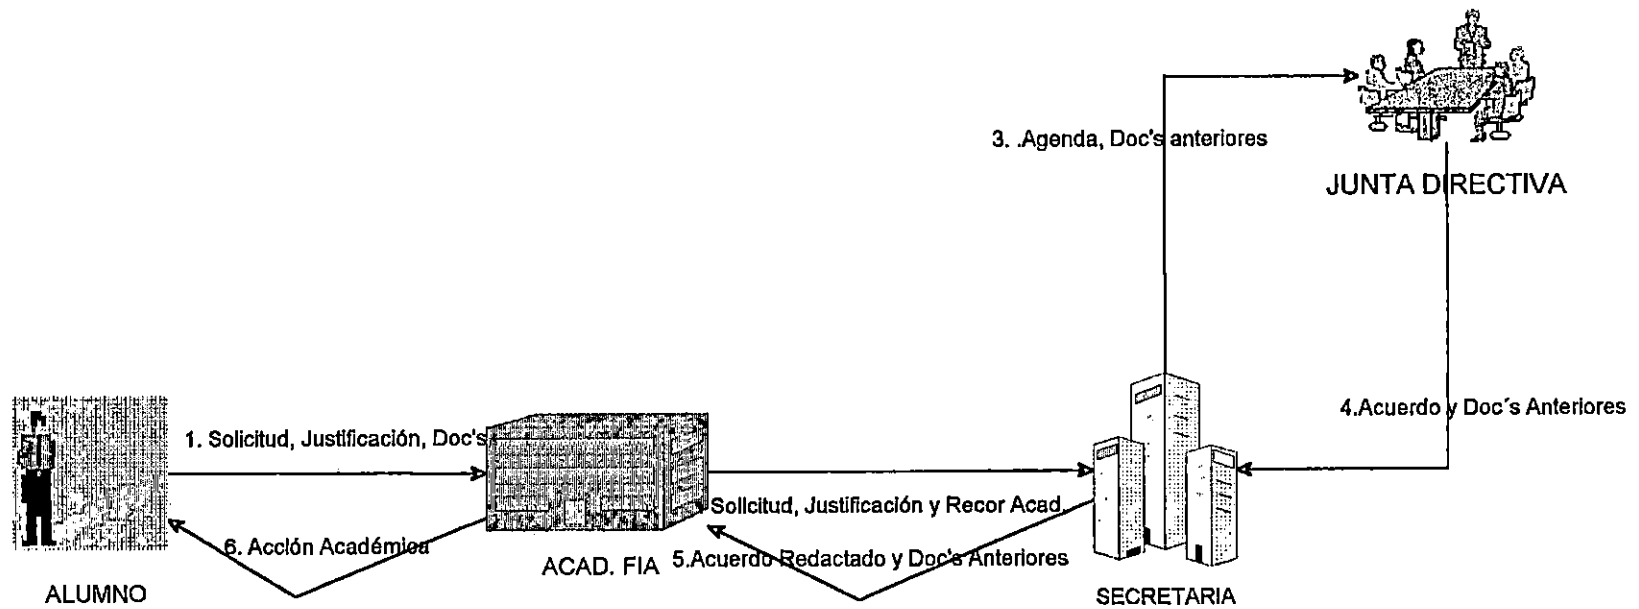 3. .Agenda, Doc's anteriores
JUNTA DIRECTIVA
4.Acuerdo y Doc´s Anteriores
1. Solicitud, Justificación, Doc's
Solicitud, Justificación y Recor Acad.
6. Acción Académica
ACAD. FIA
5.Acuerdo Redactado y Doc's Anteriores
ALUMNO
SECRETARIA